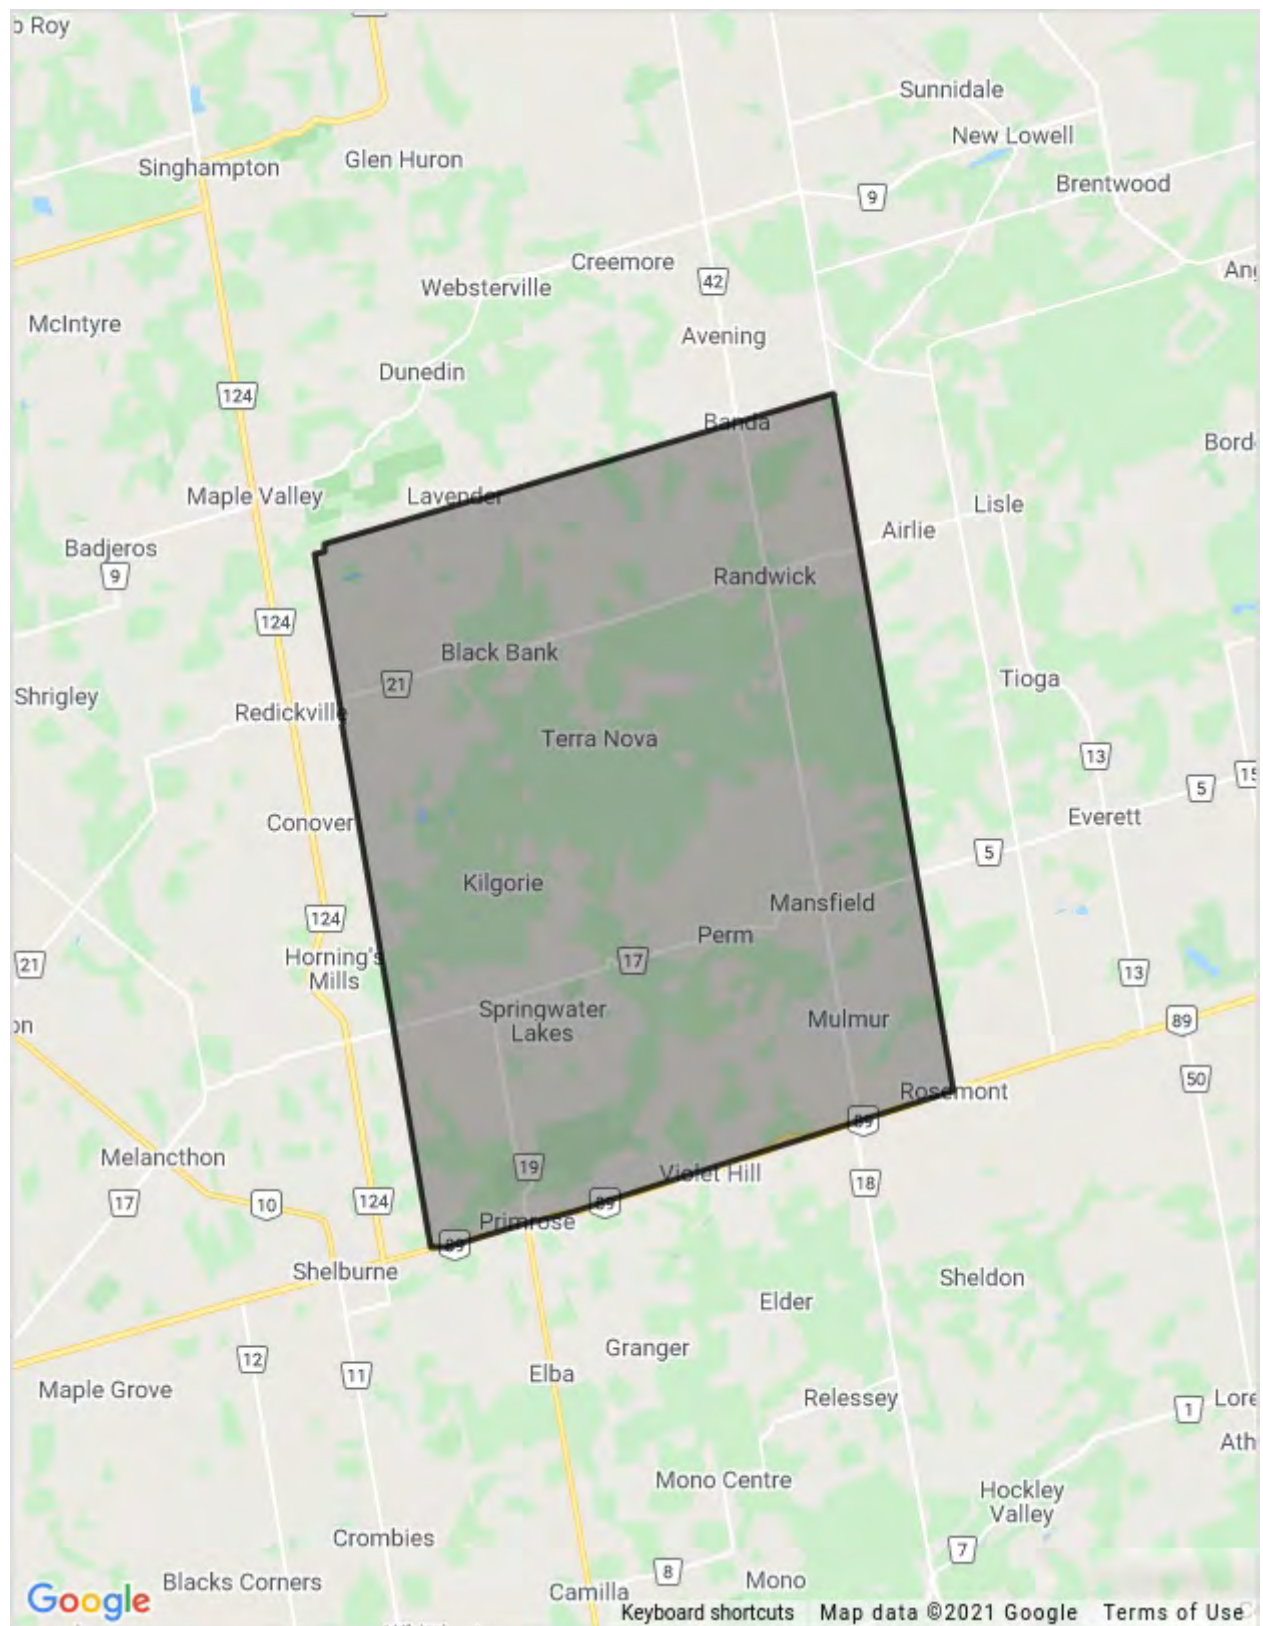 Roy
Sunnidale
New Lowell
Singhampton
Glen Huron
Brentwood
9
Creemore
42
Websterville
McIntyre
Avening
Dunedin
124
Banda
Maple Valley
Lavender
Lisle
Airlie
Badjeros
9
Randwick
124
Black Bank
21
Tioga
Shrigley
Redickville
Terra Nova
13
15
5
Conover
Everett
5
Kilgorie
Mansfield
124
Perm
Horning's
Mills
21
17
13
Springwater
Lakes
Mulmur
89
50
Rosemont
89
Melancthon
19
Violet Hill
18
17
10
124
89
Primrose
89
Shelburne
Sheldon
Elder
Granger
12
11
Elba
Maple Grove
Relessey
1
Mono Centre
Hockley
Valley
Crombies
7
8
Mono
Blacks Corners
Camilla
Google
Keyboard shortcuts
Map data ©2021 Google
Terms of Use